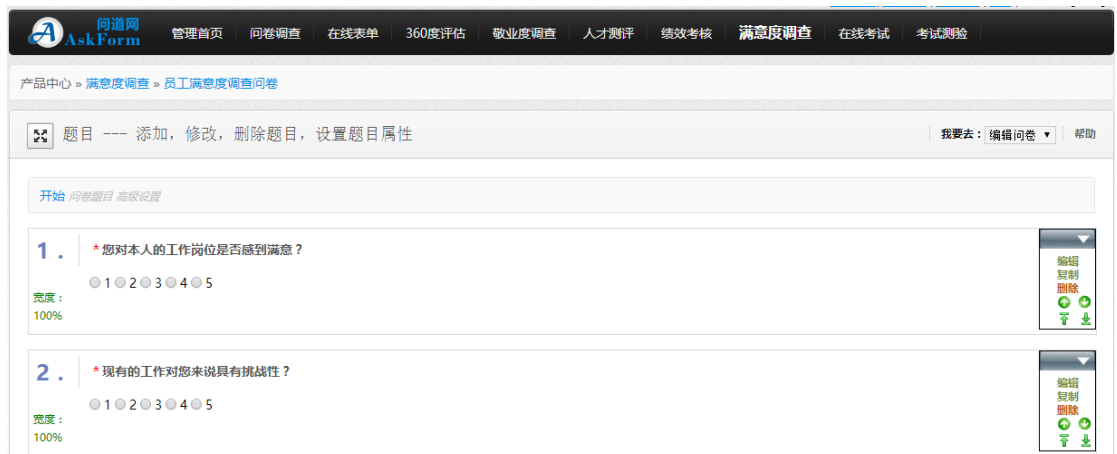 问道网
AskForm
管理首页 问卷调查 在线表单 360度评估 敬业度调查 人才测评 绩效考核 满意度调查 在线考试 考试测验
产品中心 » 满意度调查 » 员工满意度调查问卷
题目 --- 添加，修改，删除题目，设置题目属性
我要去：编辑问卷 ▼ 帮助
开始 问卷题目 高级设置
1 .
*您对本人的工作岗位是否感到满意？
1 2 3 4 5
宽度：
100%
编辑
复制
删除
2 .
*现有的工作对您来说具有挑战性？
1 2 3 4 5
宽度：
100%
编辑
复制
删除